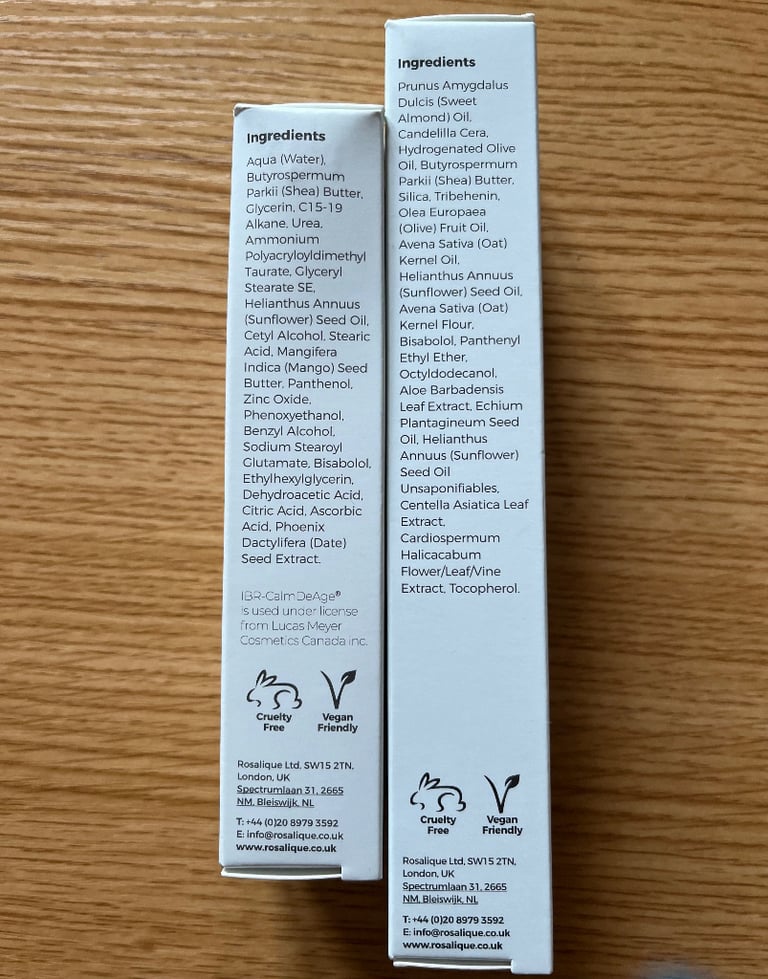 Ingredients
Aqua (Water),
Butyrospermum
Parkii (Shea) Butter,
Glycerin, C15-19
Alkane, Urea,
Ammonium
Polyacryloyldimethyl
Taurate, Glyceryl
Stearate SE,
Helianthus Annuus
(Sunflower) Seed Oil,
Cetyl Alcohol, Stearic
Acid, Mangifera
Indica (Mango) Seed
Butter, Panthenol,
Zinc Oxide,
Phenoxyethanol,
Benzyl Alcohol,
Sodium Stearoyl
Glutamate, Bisabolol,
Ethylhexylglycerin,
Dehydroacetic Acid,
Citric Acid, Ascorbic
Acid, Phoenix
Dactylifera (Date)
Seed Extract.
IBR-CalmDeAge®
is used under license
from Lucas Meyer
Cosmetics Canada inc.
Cruelty
Free
Vegan
Friendly
Rosalique Ltd, SW15 2TN,
London, UK
Spectrumlaan 31, 2665
NM, Bleiswijk, NL
T: +44 (0)20 8979 3592
E: info@rosalique.co.uk
www.rosalique.co.uk
Ingredients
Prunus Amygdalus
Dulcis (Sweet
Almond) Oil,
Candelilla Cera,
Hydrogenated Olive
Oil, Butyrospermum
Parkii (Shea) Butter,
Silica, Tribehenin,
Olea Europaea
(Olive) Fruit Oil,
Avena Sativa (Oat)
Kernel Oil,
Helianthus Annuus
(Sunflower) Seed Oil,
Avena Sativa (Oat)
Kernel Flour,
Bisabolol, Panthenyl
Ethyl Ether,
Octyldodecanol,
Aloe Barbadensis
Leaf Extract, Echium
Plantagineum Seed
Oil, Helianthus
Annuus (Sunflower)
Seed Oil
Unsaponifiables,
Centella Asiatica Leaf
Extract,
Cardiospermum
Halicacabum
Flower/Leaf/Vine
Extract, Tocopherol.
Cruelty
Free
Vegan
Friendly
Rosalique Ltd, SW15 2TN,
London, UK
Spectrumlaan 31, 2665
NM, Bleiswijk, NL
T: +44 (0)20 8979 3592
E: info@rosalique.co.uk
www.rosalique.co.uk